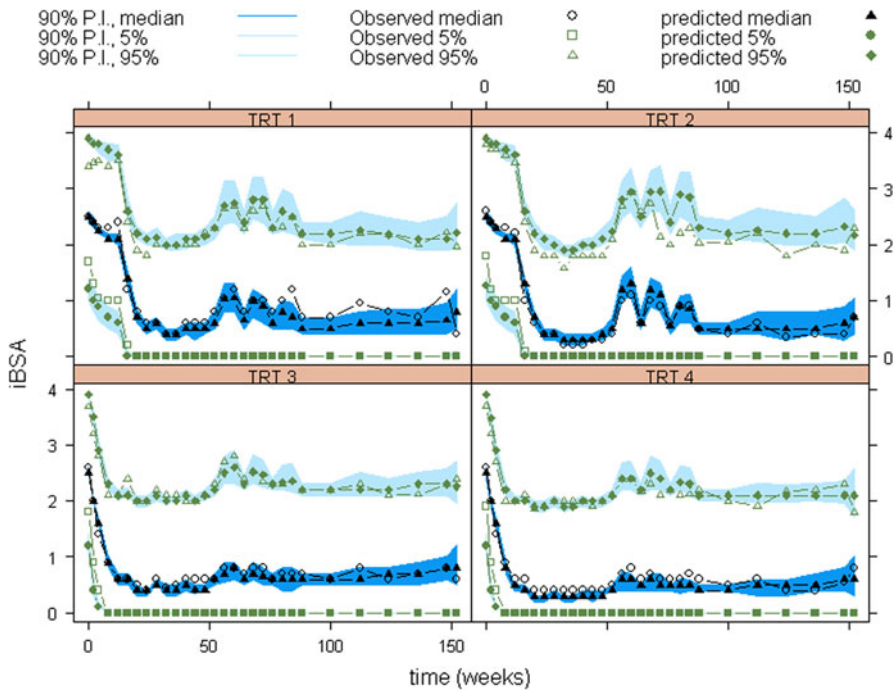 90% P.I., median Observed median predicted median
90% P.I., 5% Observed 5% predicted 5%
90% P.I., 95% Observed 95% predicted 95%
0 50 100 150
TRT 1 TRT 2
4
3
2
1
0
iBSA
TRT 3 TRT 4
4
3
2
1
0
0 50 100 150 0 50 100 150
time (weeks)